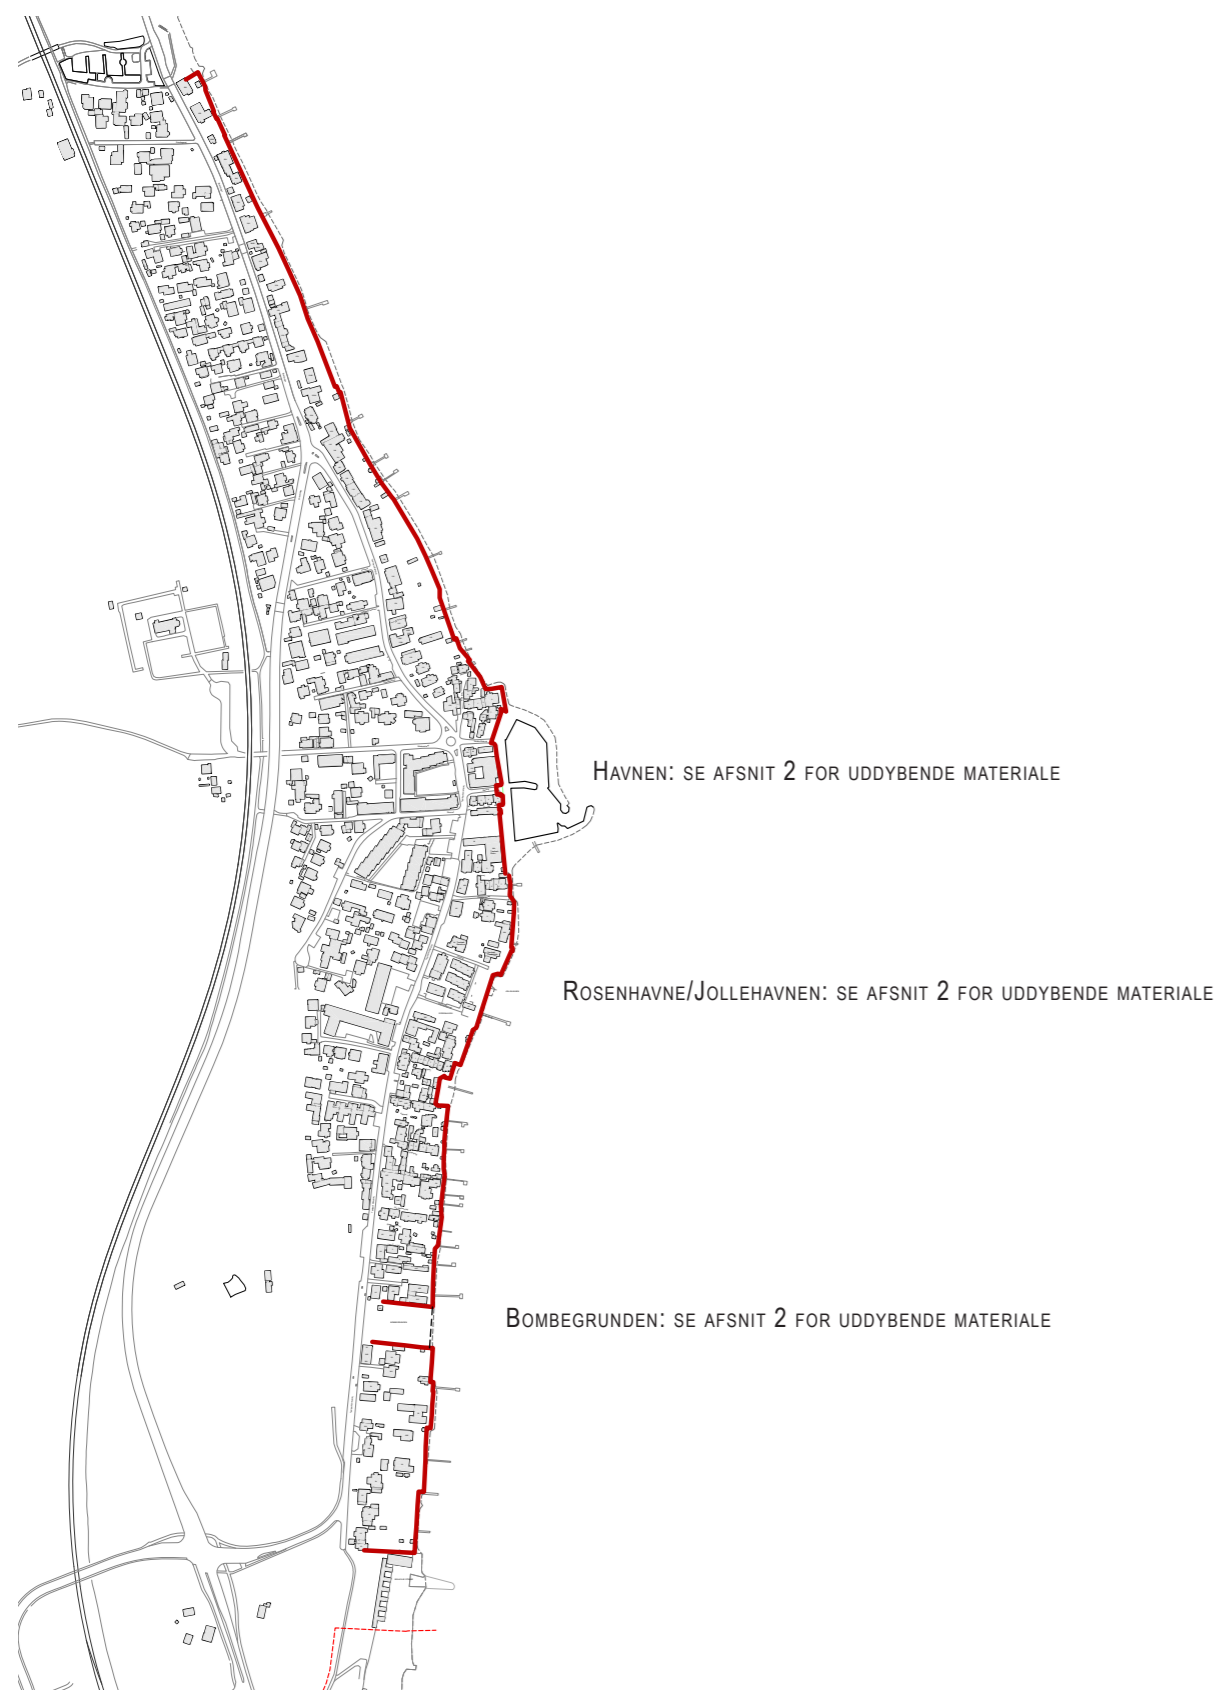 Havnen: se afsnit 2 for uddybende materiale
Rosenhavne/Jollehavnen: se afsnit 2 for uddybende materiale
Bombegrunden: se afsnit 2 for uddybende materiale